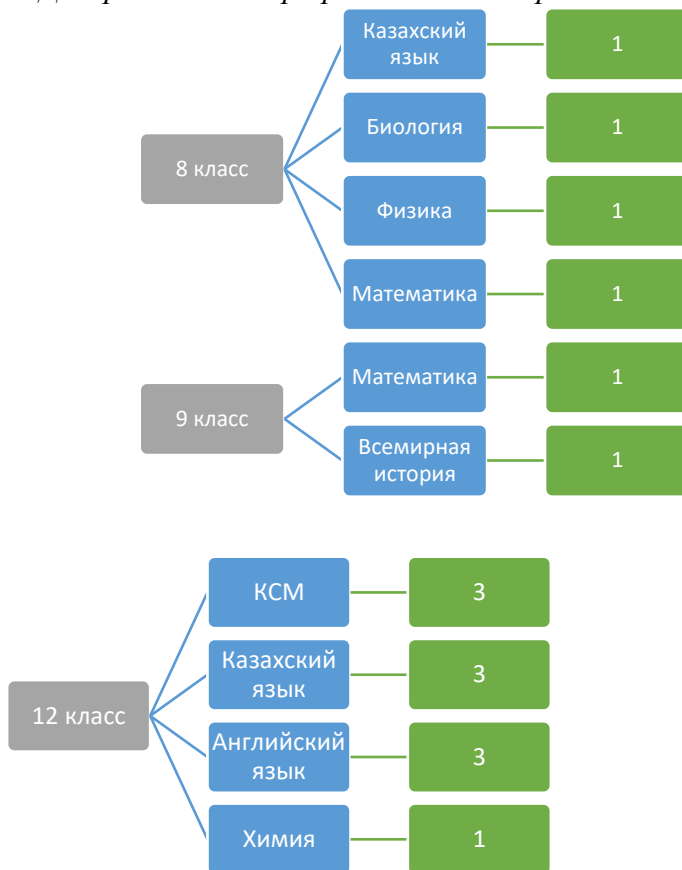 Казахский
язык
1
Биология
1
8 класс
Физика
1
Математика
1
Математика
1
9 класс
Всемирная
история
1
КСМ
3
Казахский
язык
3
12 класс
Английский
язык
3
Химия
1